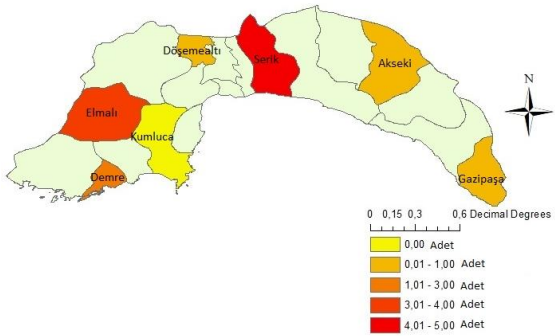 Döşemealtı
Serik
Akseki
Elmalı
Kumluca
Demre
Gazipaşa
N
0 0,15 0,3 0,6 Decimal Degrees
0,00 Adet
0,01 - 1,00 Adet
1,01 - 3,00 Adet
3,01 - 4,00 Adet
4,01 - 5,00 Adet